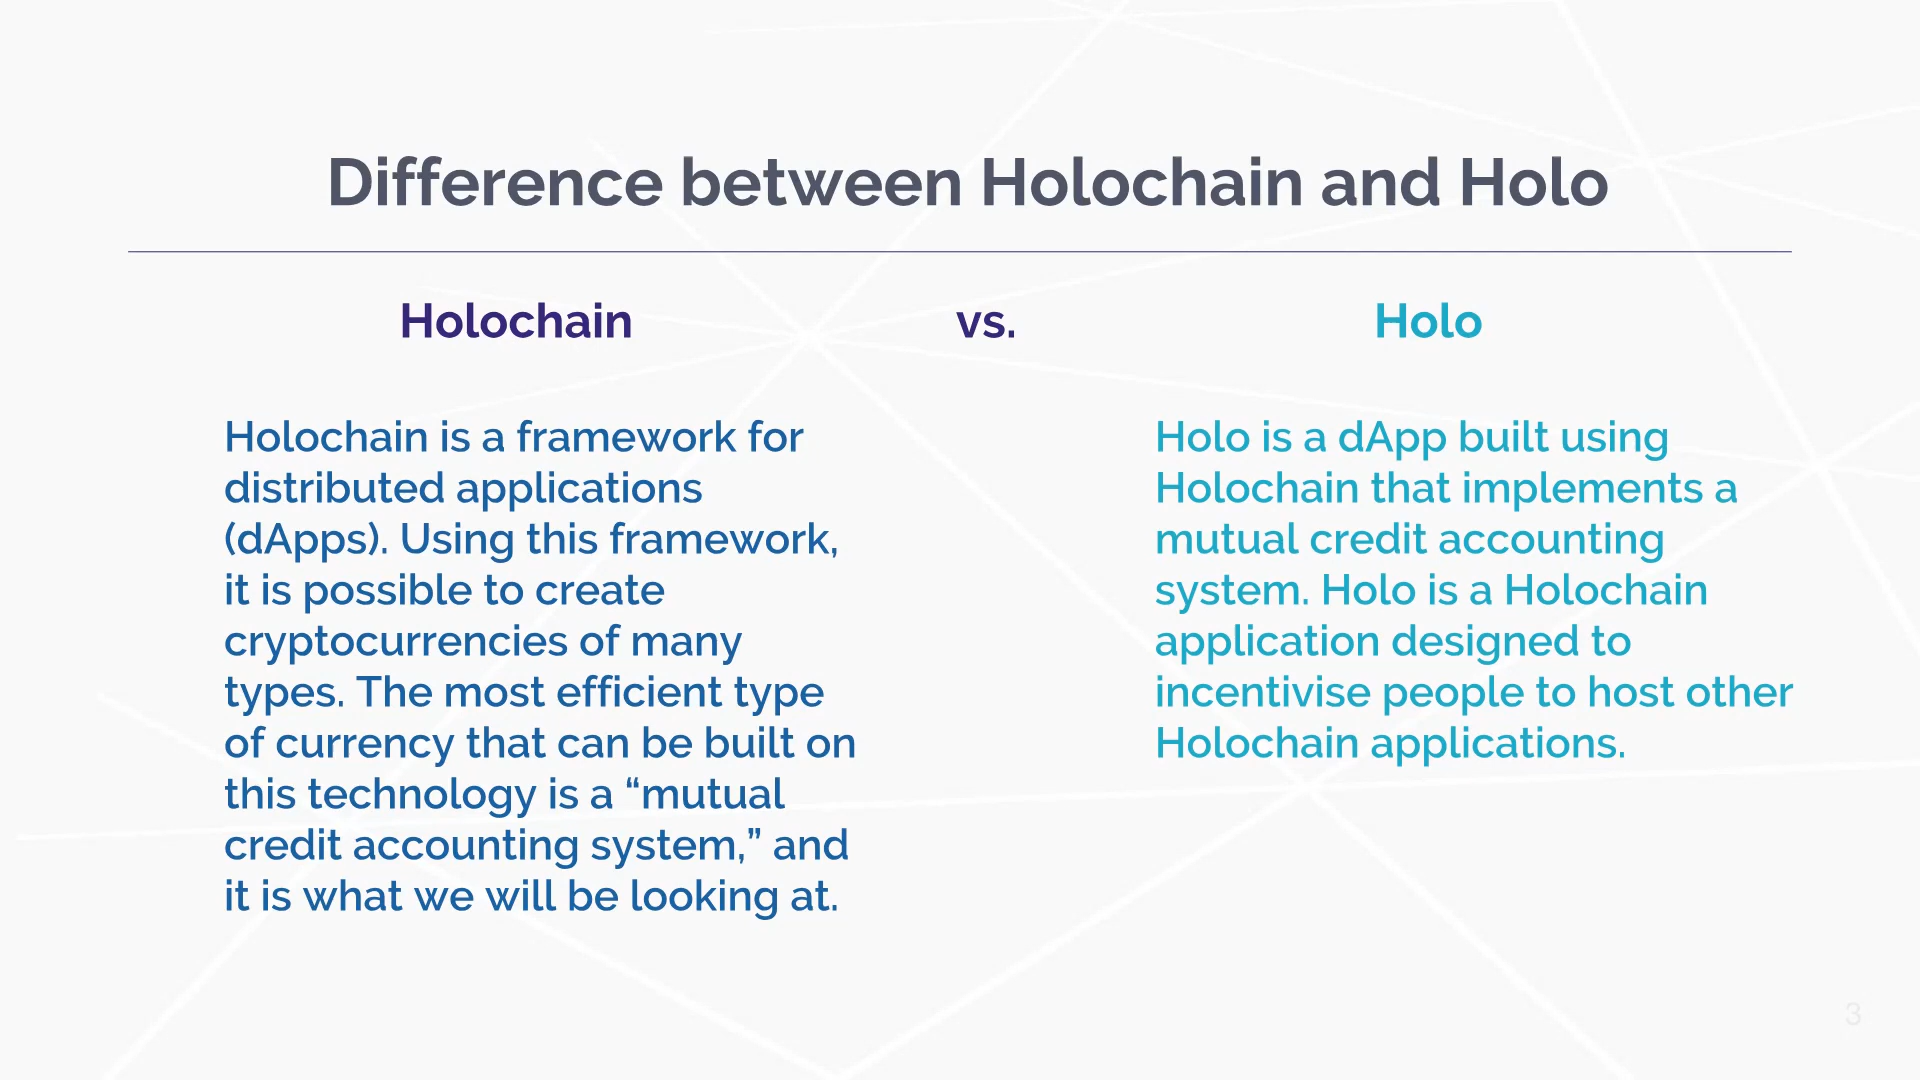 Difference between Holochain and Holo
Holochain
vs.
Holo
Holochain is a framework for
distributed applications
(dApps). Using this framework,
it is possible to create
cryptocurrencies of many
types. The most efficient type
of currency that can be built on
this technology is a “mutual
credit accounting system,” and
it is what we will be looking at.
Holo is a dApp built using
Holochain that implements a
mutual credit accounting
system. Holo is a Holochain
application designed to
incentivise people to host other
Holochain applications.
3